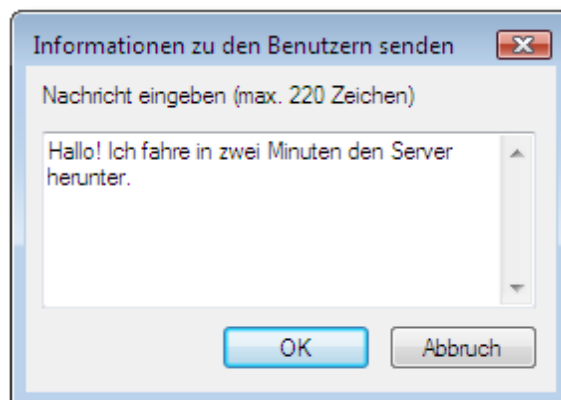 Informationen zu den Benutzern senden
Nachricht eingeben (max. 220 Zeichen)
Hallo! Ich fahre in zwei Minuten den Server
herunter.
OK
Abbruch